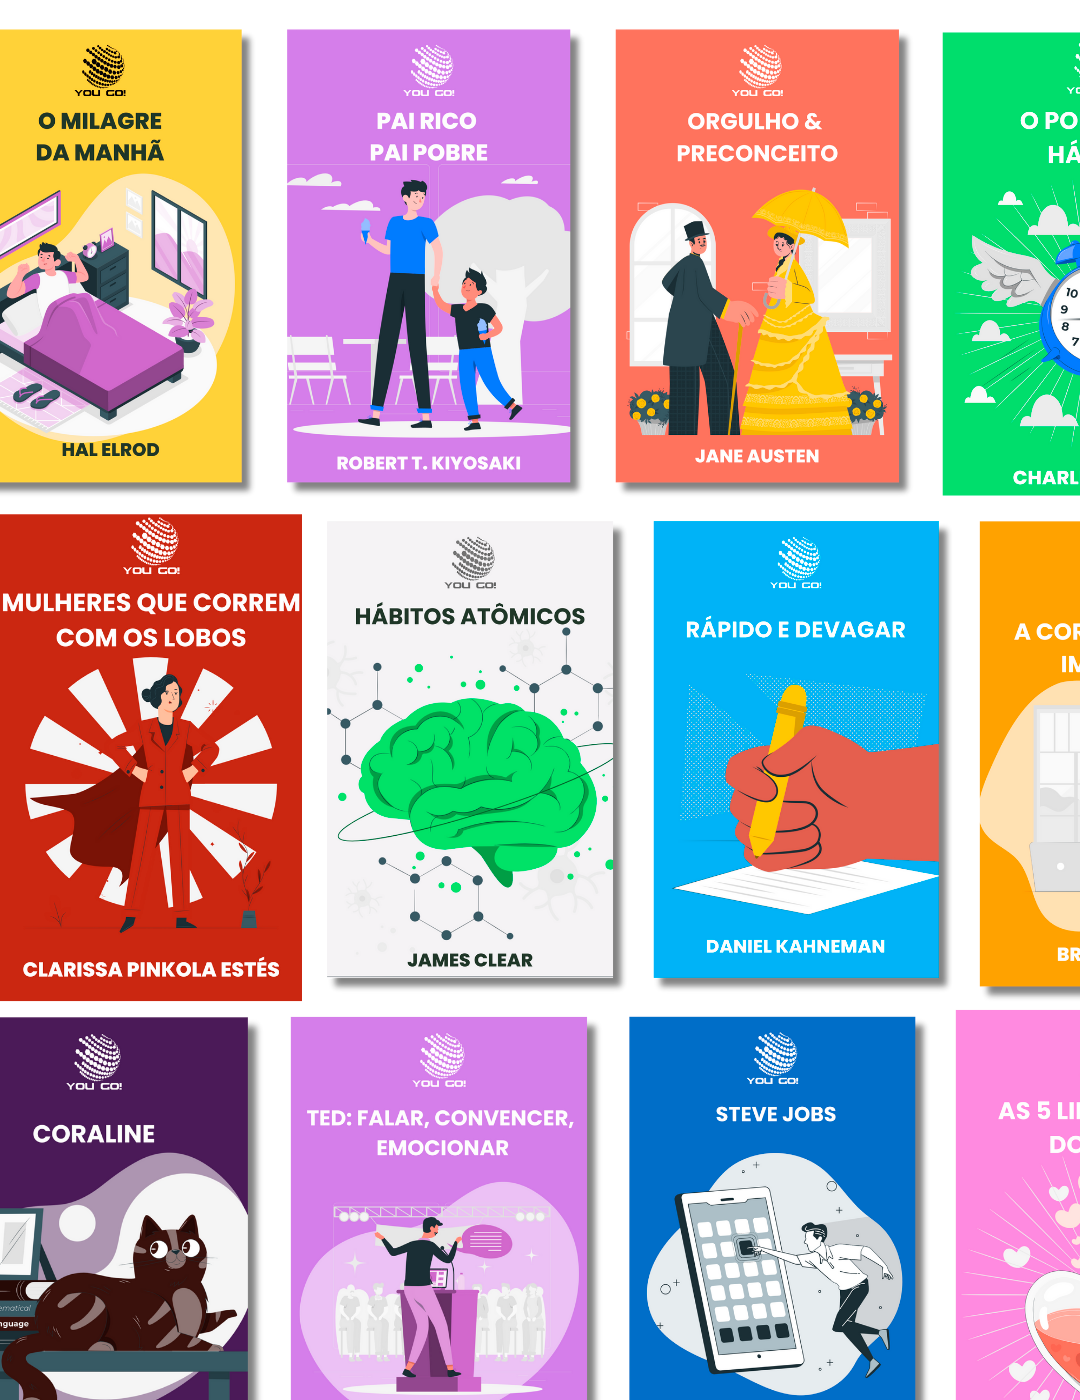 YOU GO!
O MILAGRE
DA MANHÃ
HAL ELROD
YOU GO!
PAI RICO
PAI POBRE
ROBERT T. KIYOSAKI
YOU GO!
ORGULHO &
PRECONCEITO
JANE AUSTEN
YO
O PO
HÁ
10
9
8
7
CHARL
YOU GO!
MULHERES QUE CORREM
COM OS LOBOS
CLARISSA PINKOLA ESTÉS
YOU GO!
HÁBITOS ATÔMICOS
JAMES CLEAR
YOU GO!
RÁPIDO E DEVAGAR
DANIEL KAHNEMAN
A COR
IM
BR
YOU GO!
CORALINE
ematical
nguage
YOU GO!
TED: FALAR, CONVENCER,
EMOCIONAR
YOU GO!
STEVE JOBS
AS 5 LI
DO